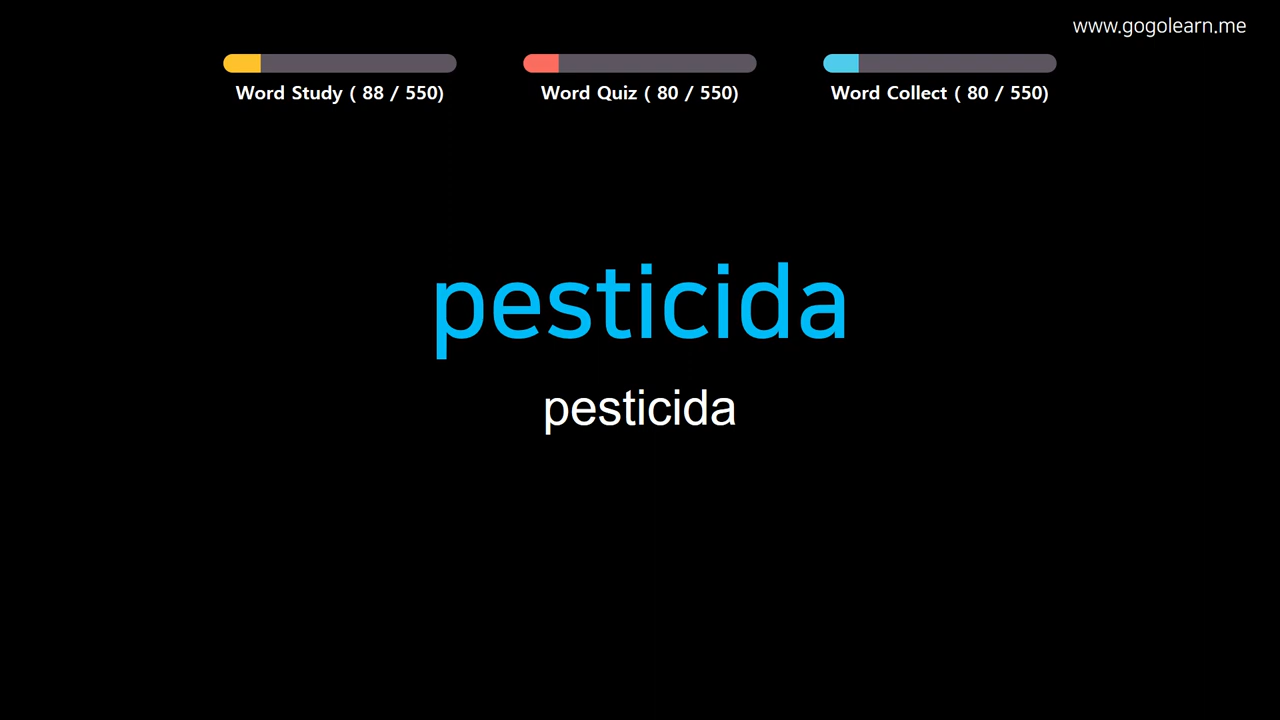 www.gogolearn.me
Word Study ( 88 / 550)
Word Quiz ( 80 / 550)
Word Collect ( 80 / 550)
pesticida
pesticida